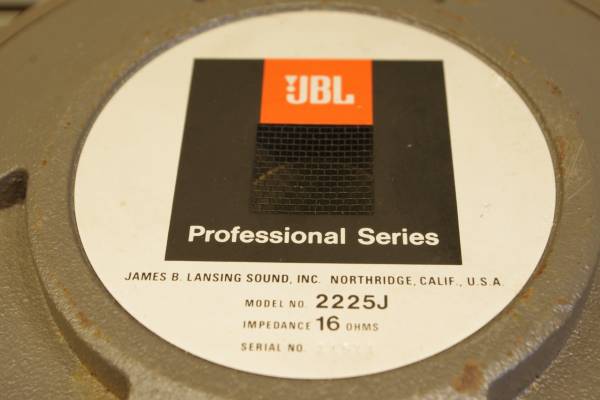 JBL
Professional Series
JAMES B. LANSING SOUND, INC. NORTHRIDGE, CALIF., U.S.A.
MODEL NO. 2225J
IMPEDANCE 16 OHMS
SERIAL NO.